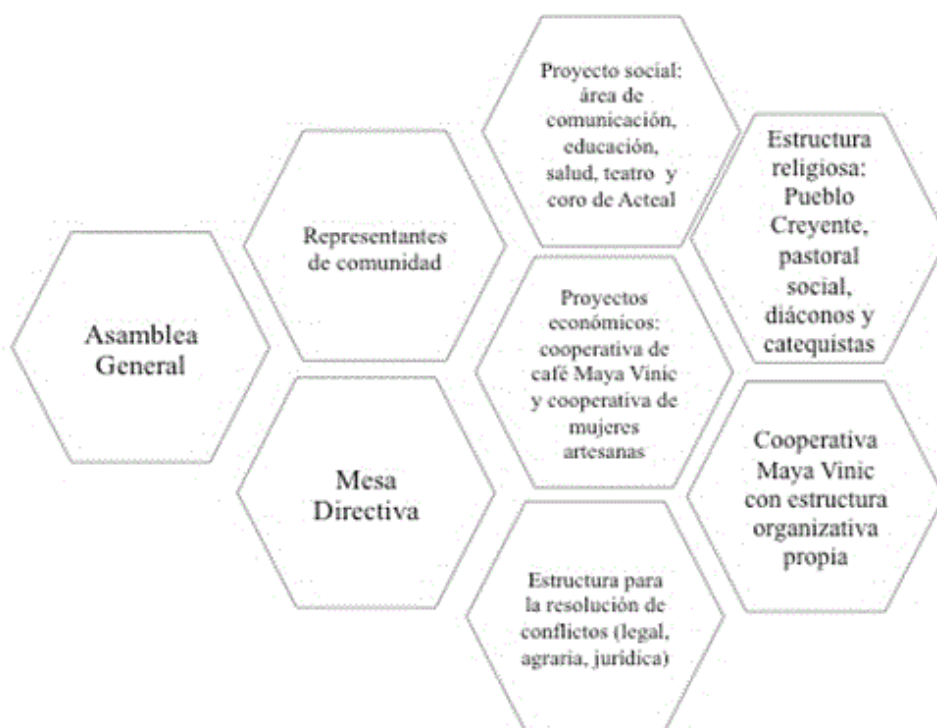 Asamblea
General
Representantes
de comunidad
Mesa
Directiva
Proyecto social:
área de
comunicación,
educación,
salud, teatro y
coro de Acteal
Proyectos
económicos:
cooperativa de
café Maya Vinic
y cooperativa de
mujeres
artesanas
Estructura para
la resolución de
conflictos (legal,
agraria, jurídica)
Estructura
religiosa:
Pueblo
Creyente,
pastoral
social,
diáconos y
catequistas
Cooperativa
Maya Vinic
con estructura
organizativa
propia